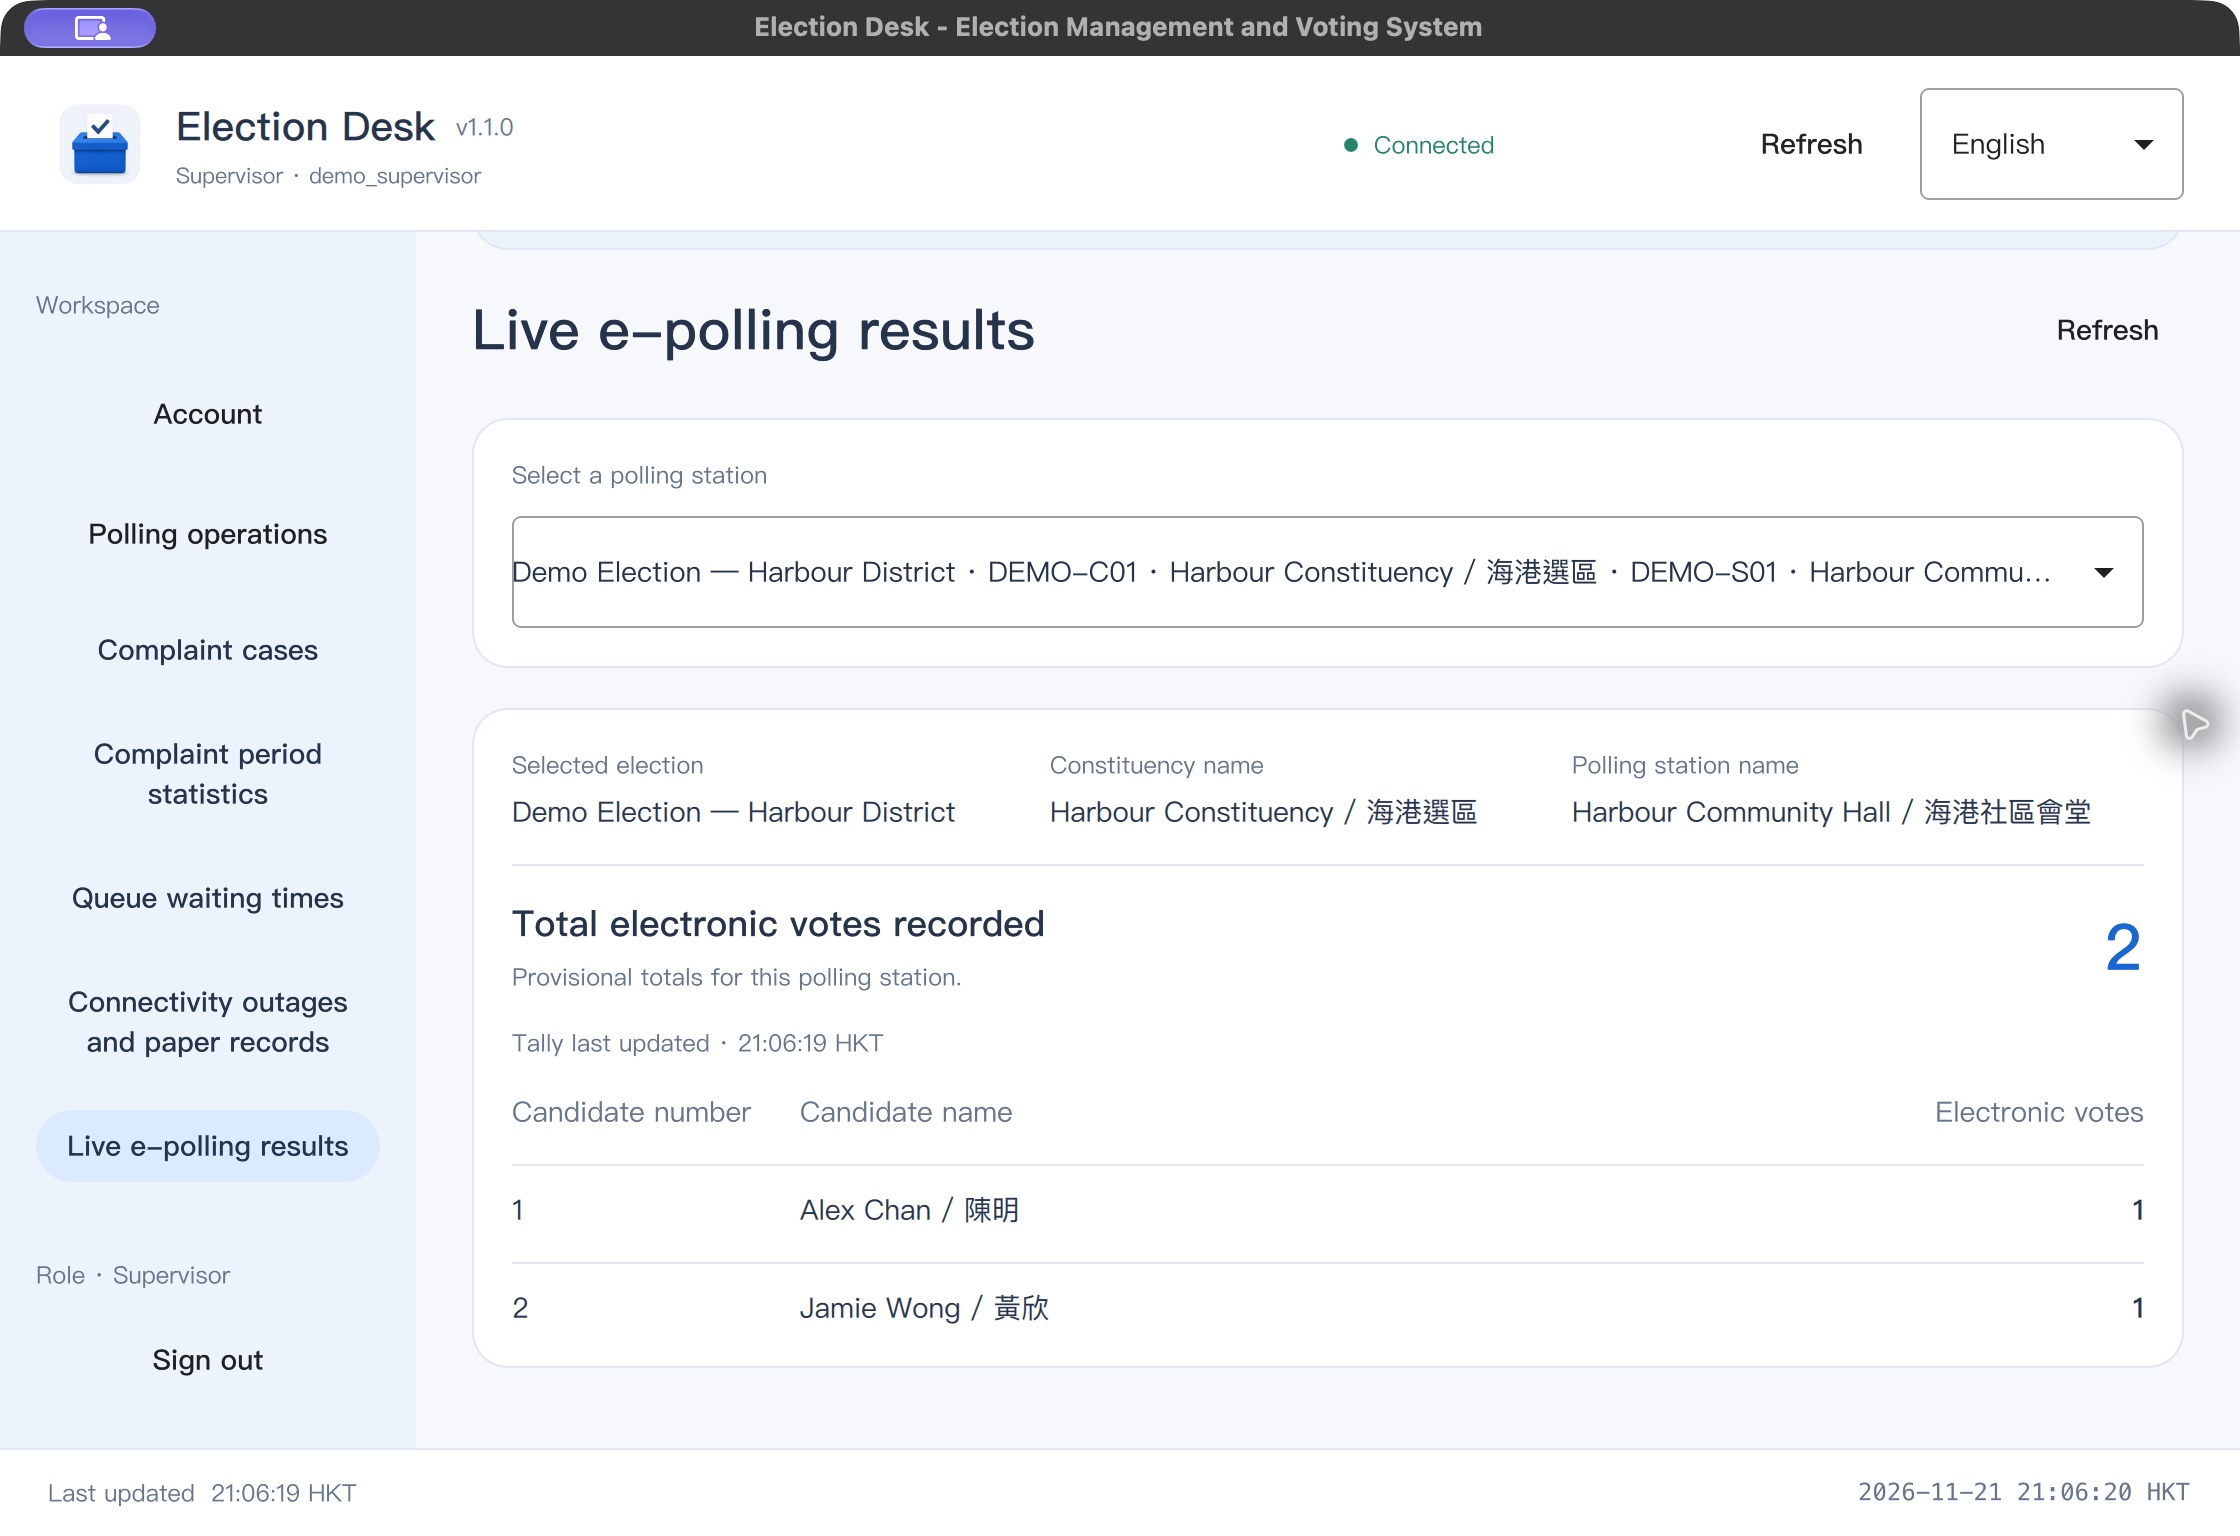 Election Desk - Election Management and Voting System
Election Desk v1.1.0
Supervisor · demo_supervisor
Connected
Refresh
English
Workspace
Account
Polling operations
Complaint cases
Complaint period
statistics
Queue waiting times
Connectivity outages
and paper records
Live e-polling results
Role · Supervisor
Sign out
Live e-polling results
Refresh
Select a polling station
Demo Election — Harbour District · DEMO-C01 · Harbour Constituency / 海港選區 · DEMO-S01 · Harbour Commu...
Selected election
Demo Election — Harbour District
Constituency name
Harbour Constituency / 海港選區
Polling station name
Harbour Community Hall / 海港社區會堂
Total electronic votes recorded
2
Provisional totals for this polling station.
Tally last updated · 21:06:19 HKT
Candidate number Candidate name Electronic votes
1 Alex Chan / 陳明 1
2 Jamie Wong / 黃欣 1
Last updated 21:06:19 HKT
2026-11-21 21:06:20 HKT